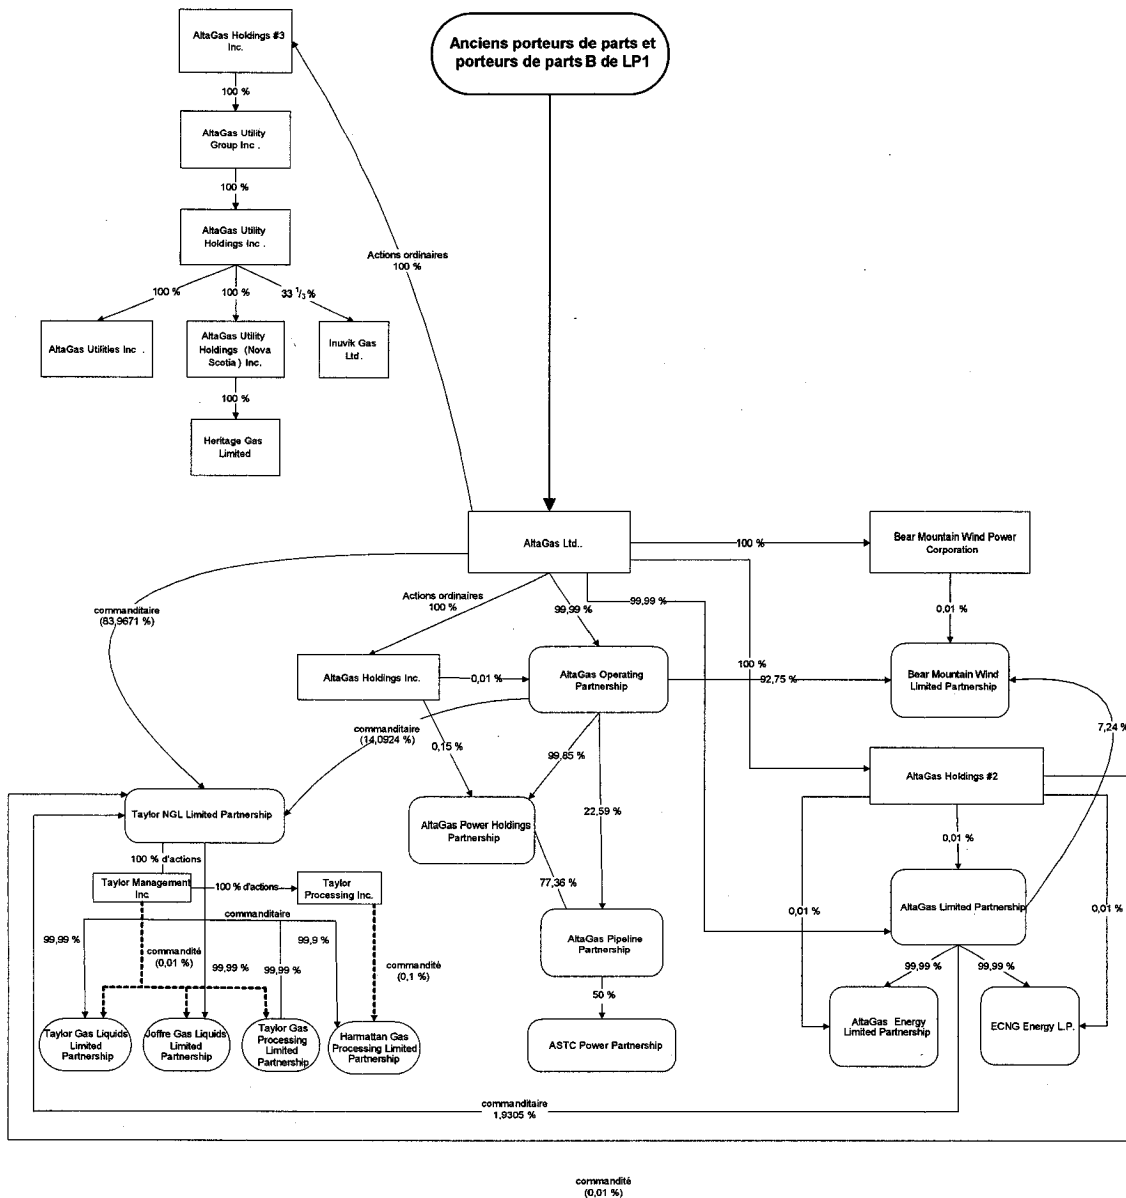 AltaGas Holdings #3
Inc.
Anciens porteurs de parts et
porteurs de parts B de LP1
100 %
AltaGas Utility
Group Inc .
100 %
AltaGas Utility
Holdings Inc .
Actions ordinaires
100 %
100 %
100 %
33 1/3 %
AltaGas Utilities Inc .
AltaGas Utility
Holdings (Nova
Scotia) Inc.
Inuvik Gas
Ltd.
100 %
Heritage Gas
Limited
AltaGas Ltd..
100 %
Bear Mountain Wind Power
Corporation
commanditaire
(83,9671 %)
Actions ordinaires
100 %
99,99 %
99,99 %
0,01 %
AltaGas Holdings Inc.
0,01 %
AltaGas Operating
Partnership
100 %
92,75 %
Bear Mountain Wind
Limited Partnership
commanditaire
(14,0924 %)
0,15 %
99,85 %
7,24 %
AltaGas Holdings #2
Taylor NGL Limited Partnership
AltaGas Power Holdings
Partnership
22,59 %
0,01 %
100 % d'actions
Taylor Management
Inc
100 % d'actions
Taylor
Processing Inc.
77,36 %
AltaGas Limited Partnership
0,01 %
0,01 %
commanditaire
99,99 %
commandité
(0,01 %)
99,99 %
99,99 %
99,9 %
commandité
(0,1 %)
AltaGas Pipeline
Partnership
99,99 %
99,99 %
50 %
Taylor Gas Liquids
Limited
Partnership
Joffre Gas Liquids
Limited
Partnership
Taylor Gas
Processing
Limited
Partnership
Harmattan Gas
Processing Limited
Partnership
ASTC Power Partnership
AltaGas Energy
Limited Partnership
ECNG Energy L.P.
commanditaire
1,9305 %
commandité
(0,01 %)